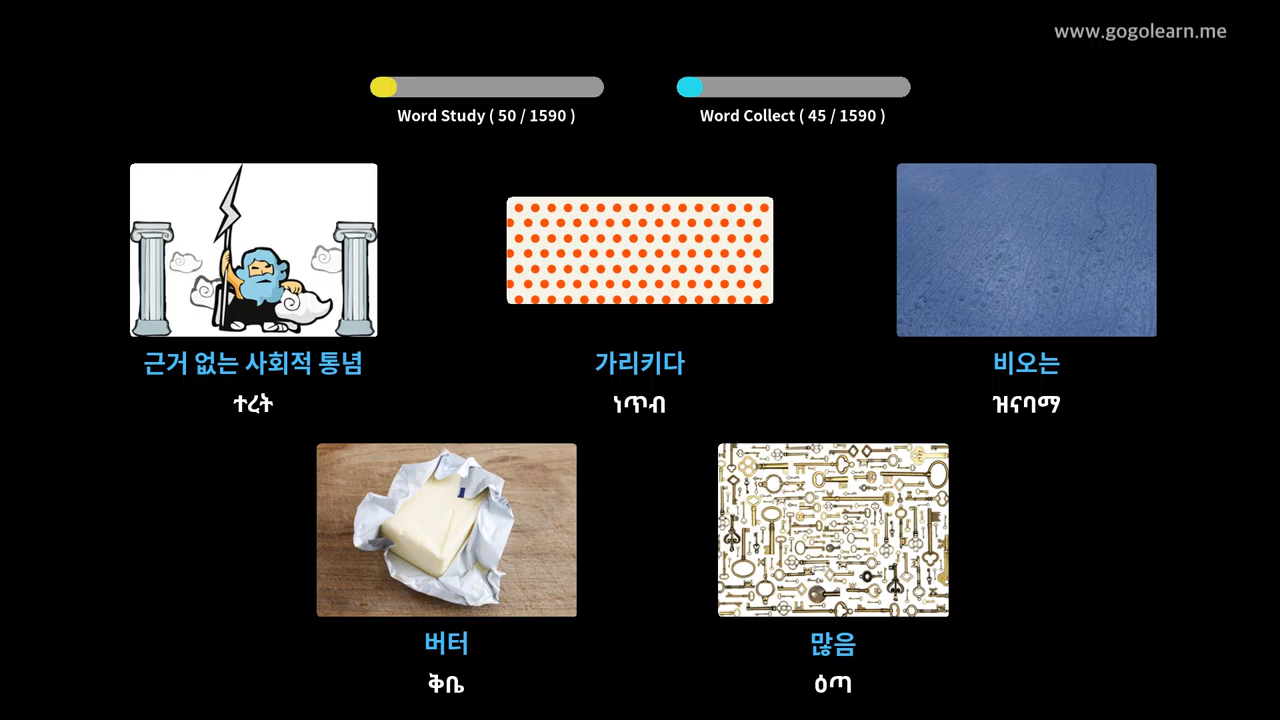 www.gogolearn.me
Word Study ( 50 / 1590 )
Word Collect ( 45 / 1590 )
근거 없는 사회적 통념
ተረት
가리키다
ነጥብ
비오는
ዝናባማ
버터
ቅቤ
많음
ዕጣ